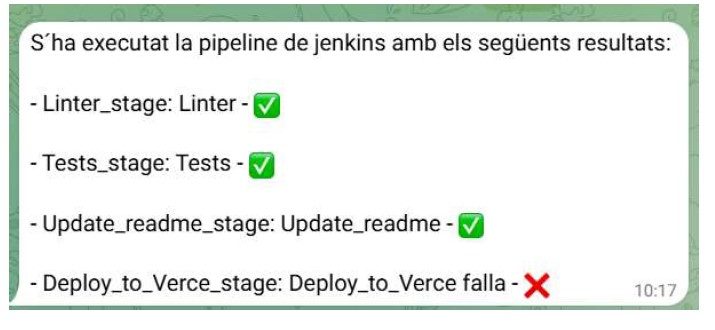 S´ha executat la pipeline de jenkins amb els següents resultats:
- Linter_stage: Linter - ✅
- Tests_stage: Tests - ✅
- Update_readme_stage: Update_readme - ✅
- Deploy_to_Verce_stage: Deploy_to_Verce falla - ❌
10:17